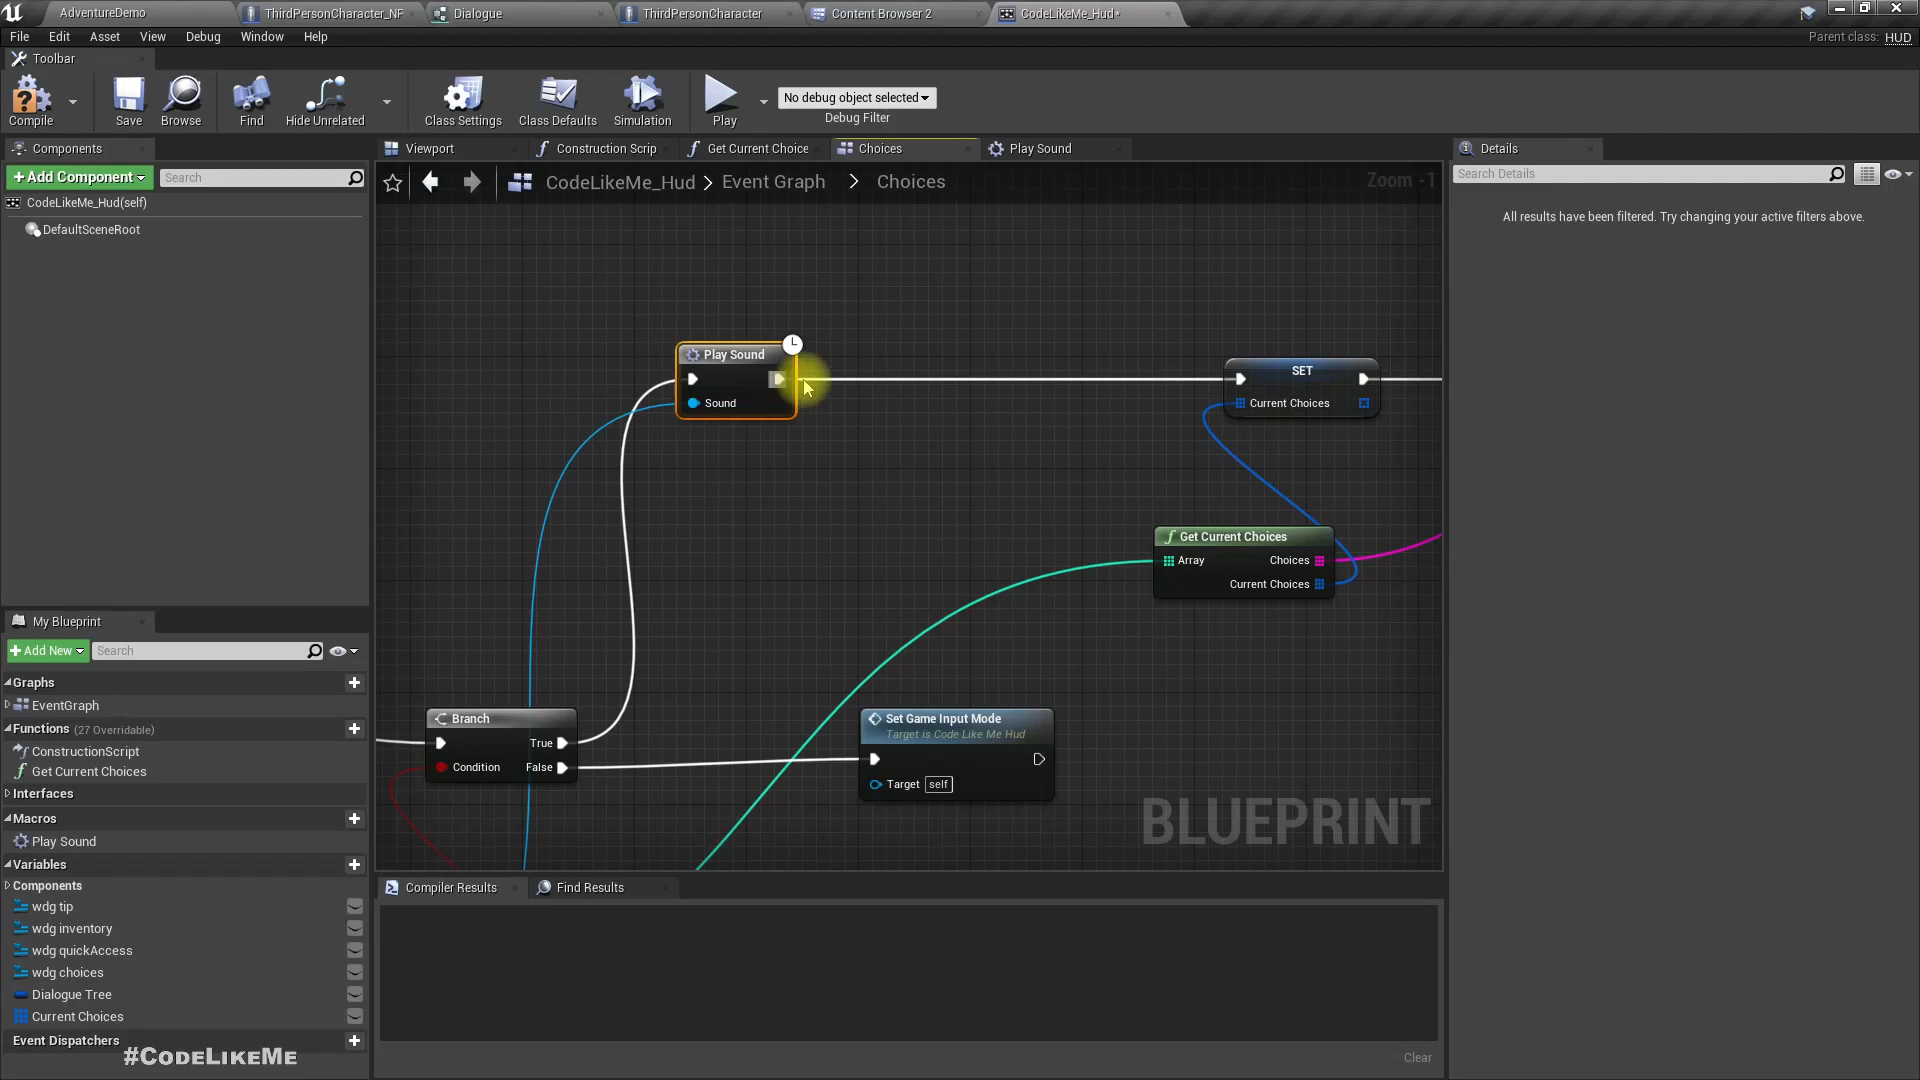 AdventureDemo
ThirdPersonCharacter_NF
Dialogue
ThirdPersonCharacter
Content Browser 2
CodeLikeMe_Hud*
File Edit Asset View Debug Window Help
Parent class: HUD
Toolbar
Compile
Save
Browse
Find
Hide Unrelated
Class Settings
Class Defaults
Simulation
Play
No debug object selected
Debug Filter
Components
+Add Component
Search
CodeLikeMe_Hud(self)
DefaultSceneRoot
Viewport
Construction Scrip
Get Current Choice
Choices
Play Sound
CodeLikeMe_Hud > Event Graph > Choices
Zoom -1
Play Sound
Sound
SET
Current Choices
Get Current Choices
Array
Choices
Current Choices
Branch
True
Condition
False
Set Game Input Mode
Target is Code Like Me Hud
Target self
BLUEPRINT
Details
Search Details
All results have been filtered. Try changing your active filters above.
My Blueprint
+Add New
Search
Graphs
EventGraph
Functions (27 Overridable)
ConstructionScript
Get Current Choices
Interfaces
Macros
Play Sound
Variables
Components
wdg tip
wdg inventory
wdg quickAccess
wdg choices
Dialogue Tree
Current Choices
Event Dispatchers
#CodeLikeMe
Compiler Results
Find Results
Clear